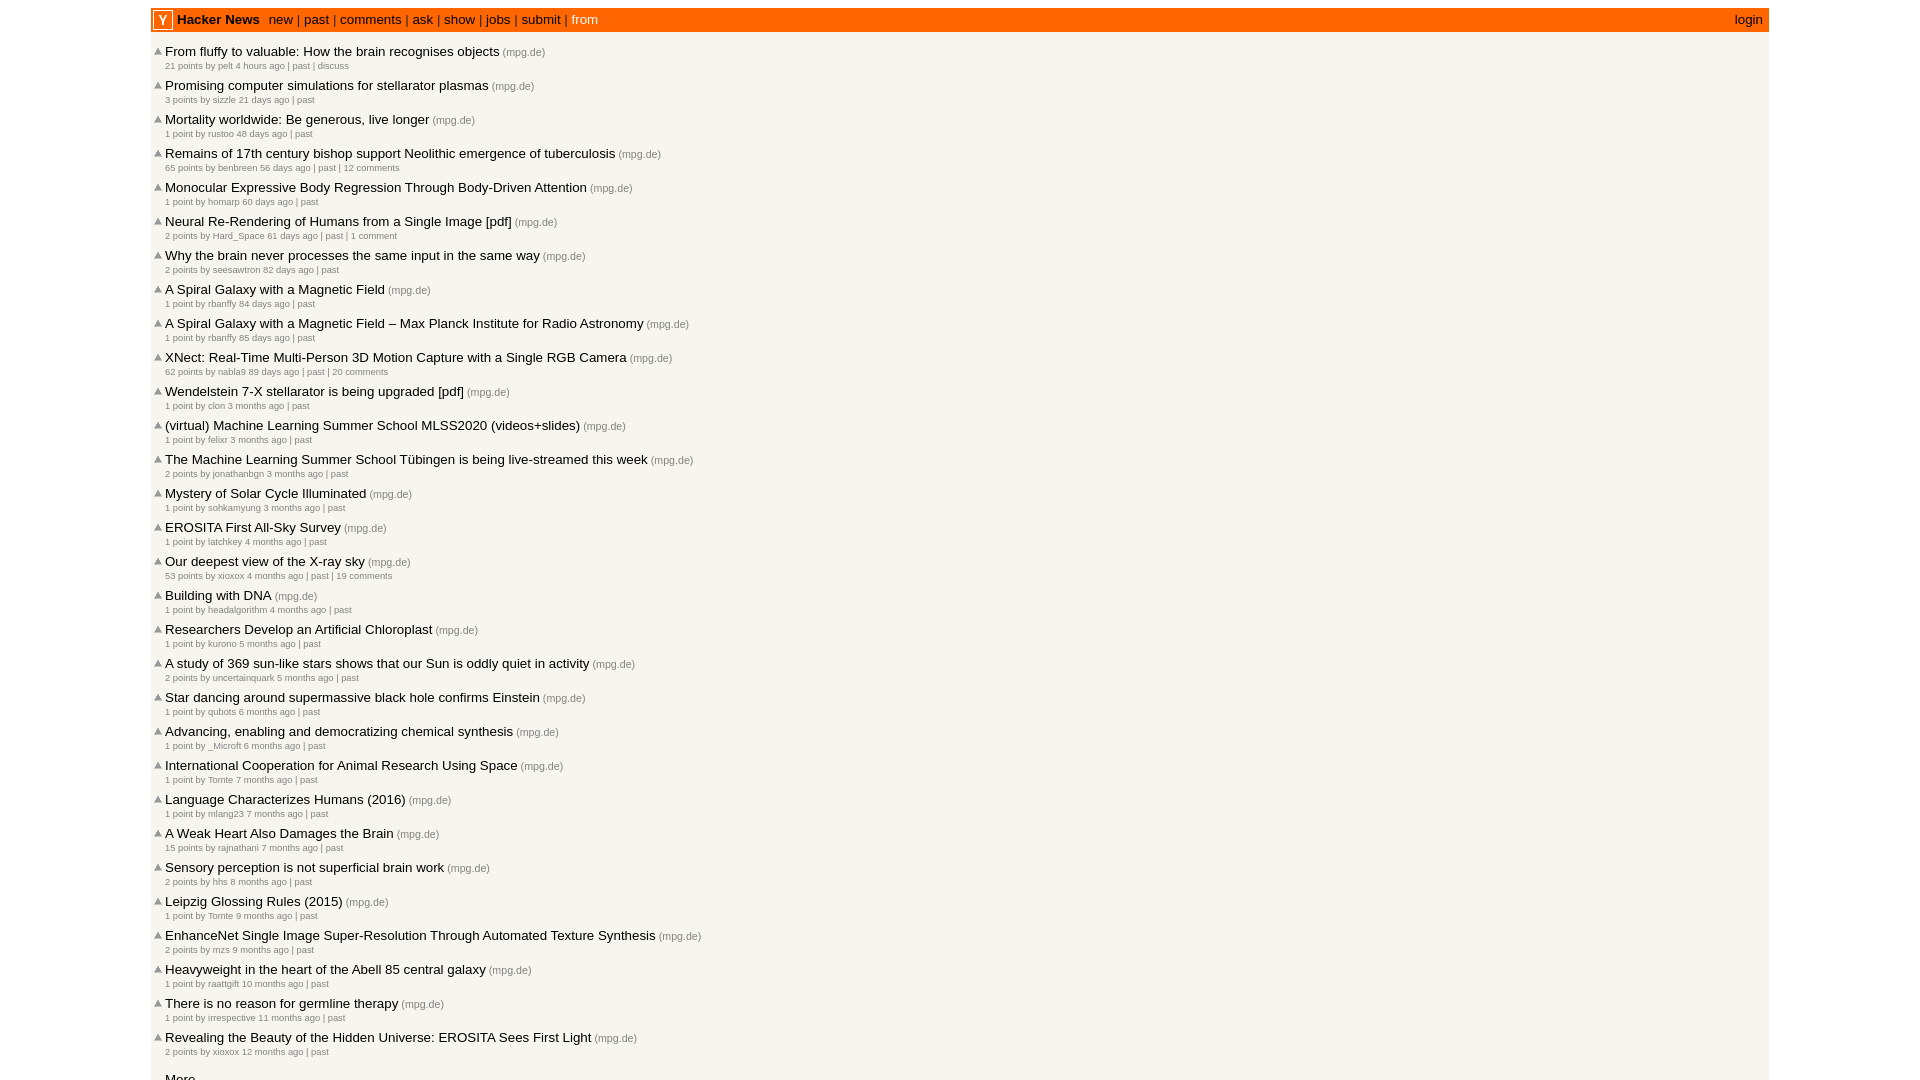 Y Hacker News new | past | comments | ask | show | jobs | submit | from login
From fluffy to valuable: How the brain recognises objects (mpg.de)
21 points by pelt 4 hours ago | past | discuss
Promising computer simulations for stellarator plasmas (mpg.de)
3 points by sizzle 21 days ago | past
Mortality worldwide: Be generous, live longer (mpg.de)
1 point by rustoo 48 days ago | past
Remains of 17th century bishop support Neolithic emergence of tuberculosis (mpg.de)
65 points by benbreen 56 days ago | past | 12 comments
Monocular Expressive Body Regression Through Body-Driven Attention (mpg.de)
1 point by homarp 60 days ago | past
Neural Re-Rendering of Humans from a Single Image [pdf] (mpg.de)
2 points by Hard_Space 61 days ago | past | 1 comment
Why the brain never processes the same input in the same way (mpg.de)
2 points by seesawtron 82 days ago | past
A Spiral Galaxy with a Magnetic Field (mpg.de)
1 point by rbanffy 84 days ago | past
A Spiral Galaxy with a Magnetic Field – Max Planck Institute for Radio Astronomy (mpg.de)
1 point by rbanffy 85 days ago | past
XNect: Real-Time Multi-Person 3D Motion Capture with a Single RGB Camera (mpg.de)
62 points by nabla9 89 days ago | past | 20 comments
Wendelstein 7-X stellarator is being upgraded [pdf] (mpg.de)
1 point by clon 3 months ago | past
(virtual) Machine Learning Summer School MLSS2020 (videos+slides) (mpg.de)
1 point by felixr 3 months ago | past
The Machine Learning Summer School Tübingen is being live-streamed this week (mpg.de)
2 points by jonathanbgn 3 months ago | past
Mystery of Solar Cycle Illuminated (mpg.de)
1 point by sohkamyung 3 months ago | past
EROSITA First All-Sky Survey (mpg.de)
1 point by latchkey 4 months ago | past
Our deepest view of the X-ray sky (mpg.de)
53 points by xioxox 4 months ago | past | 19 comments
Building with DNA (mpg.de)
1 point by headalgorithm 4 months ago | past
Researchers Develop an Artificial Chloroplast (mpg.de)
1 point by kurono 5 months ago | past
A study of 369 sun-like stars shows that our Sun is oddly quiet in activity (mpg.de)
2 points by uncertainquark 5 months ago | past
Star dancing around supermassive black hole confirms Einstein (mpg.de)
1 point by qubots 6 months ago | past
Advancing, enabling and democratizing chemical synthesis (mpg.de)
1 point by _Microft 6 months ago | past
International Cooperation for Animal Research Using Space (mpg.de)
1 point by Tomte 7 months ago | past
Language Characterizes Humans (2016) (mpg.de)
1 point by mlang23 7 months ago | past
A Weak Heart Also Damages the Brain (mpg.de)
15 points by rajnathani 7 months ago | past
Sensory perception is not superficial brain work (mpg.de)
2 points by hhs 8 months ago | past
Leipzig Glossing Rules (2015) (mpg.de)
1 point by Tomte 9 months ago | past
EnhanceNet Single Image Super-Resolution Through Automated Texture Synthesis (mpg.de)
2 points by mzs 9 months ago | past
Heavyweight in the heart of the Abell 85 central galaxy (mpg.de)
1 point by raattgift 10 months ago | past
There is no reason for germline therapy (mpg.de)
1 point by irrespective 11 months ago | past
Revealing the Beauty of the Hidden Universe: EROSITA Sees First Light (mpg.de)
2 points by xioxox 12 months ago | past
More